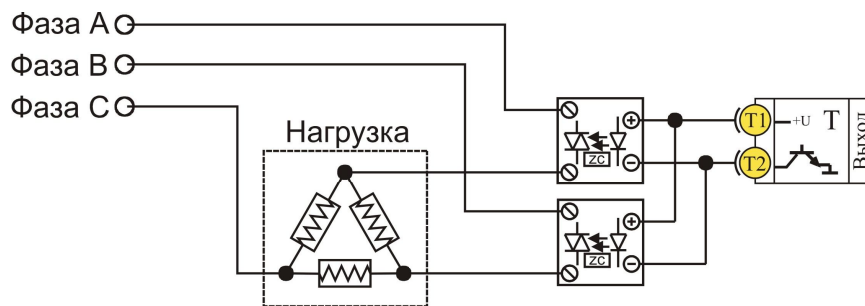 Фаза А
Фаза В
Фаза С
Нагрузка
+
ZC
−
+
ZC
−
T1
+U
T
T2
Выход